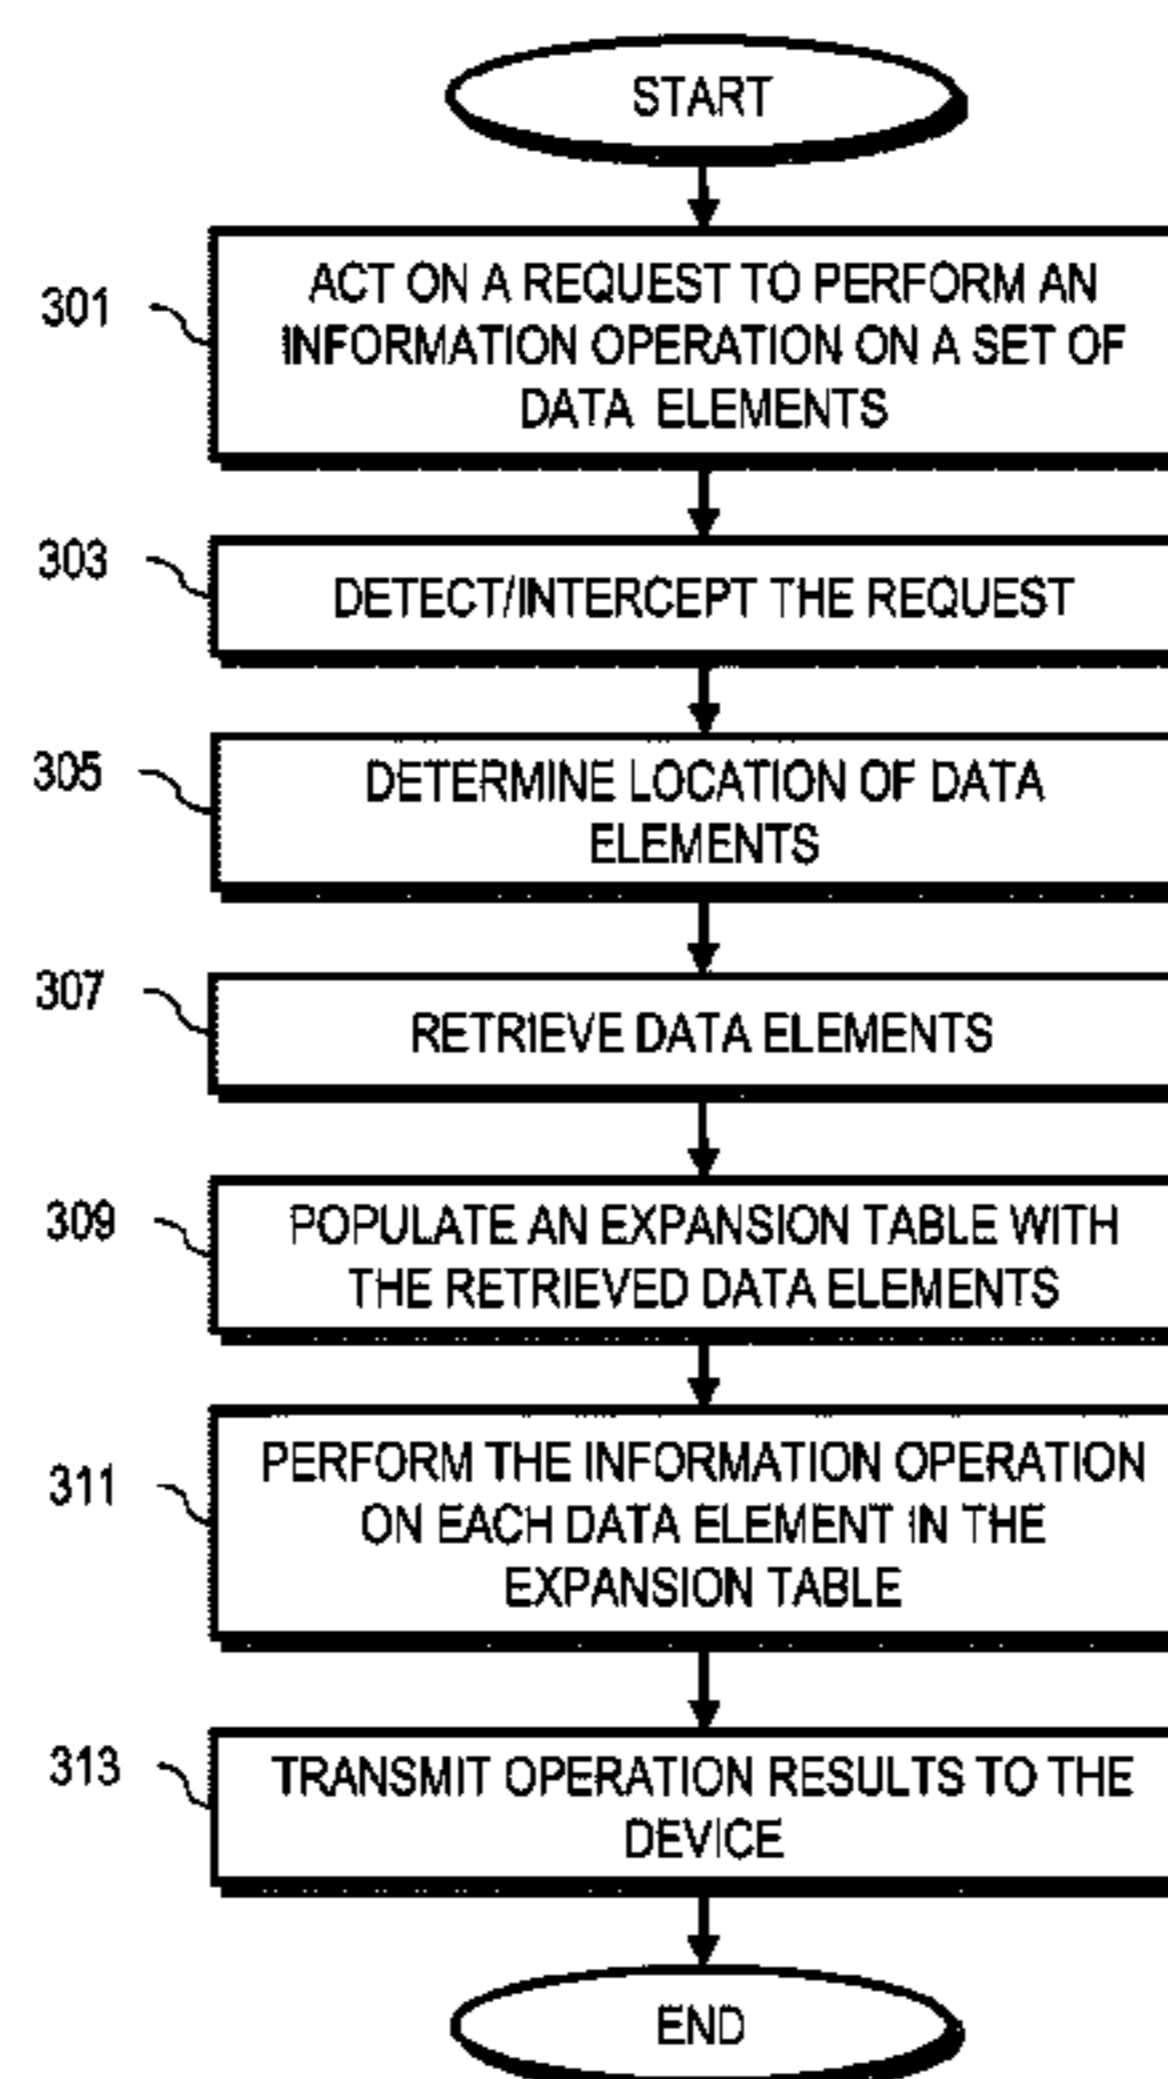 START
301
ACT ON A REQUEST TO PERFORM AN
INFORMATION OPERATION ON A SET OF
DATA ELEMENTS
303
DETECT/INTERCEPT THE REQUEST
305
DETERMINE LOCATION OF DATA
ELEMENTS
307
RETRIEVE DATA ELEMENTS
309
POPULATE AN EXPANSION TABLE WITH
THE RETRIEVED DATA ELEMENTS
311
PERFORM THE INFORMATION OPERATION
ON EACH DATA ELEMENT IN THE
EXPANSION TABLE
313
TRANSMIT OPERATION RESULTS TO THE
DEVICE
END